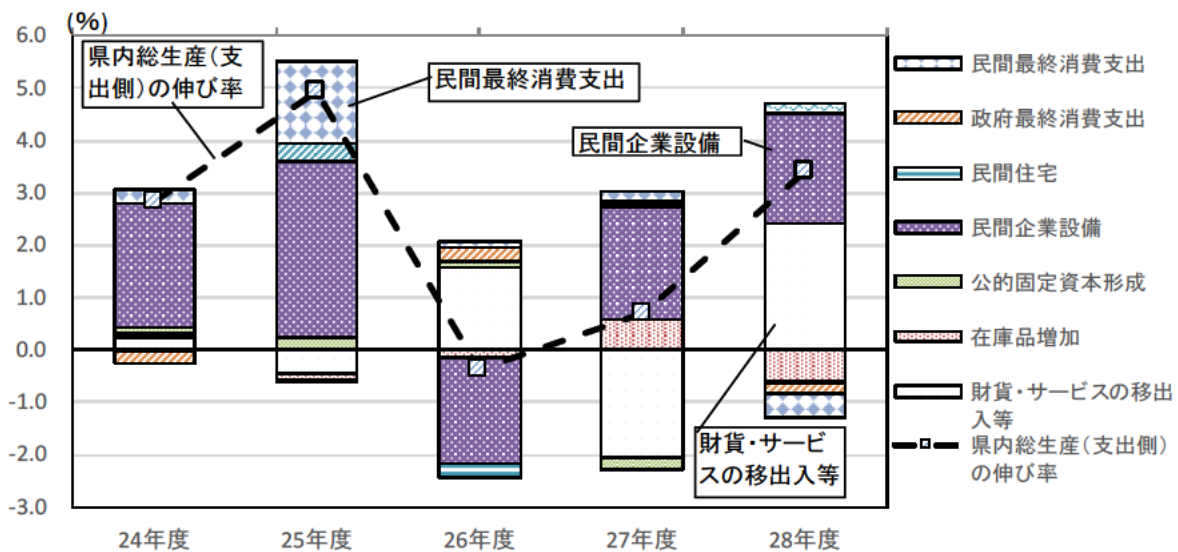 (%)
6.0
5.0
4.0
3.0
2.0
1.0
0.0
-1.0
-2.0
-3.0
県内総生産(支
出側)の伸び率
民間最終消費支出
民間企業設備
財貨・サービ
スの移出入等
24年度
25年度
26年度
27年度
28年度
民間最終消費支出
政府最終消費支出
民間住宅
民間企業設備
公的固定資本形成
在庫品増加
財貨・サービスの移出
入等
県内総生産(支出側)
の伸び率